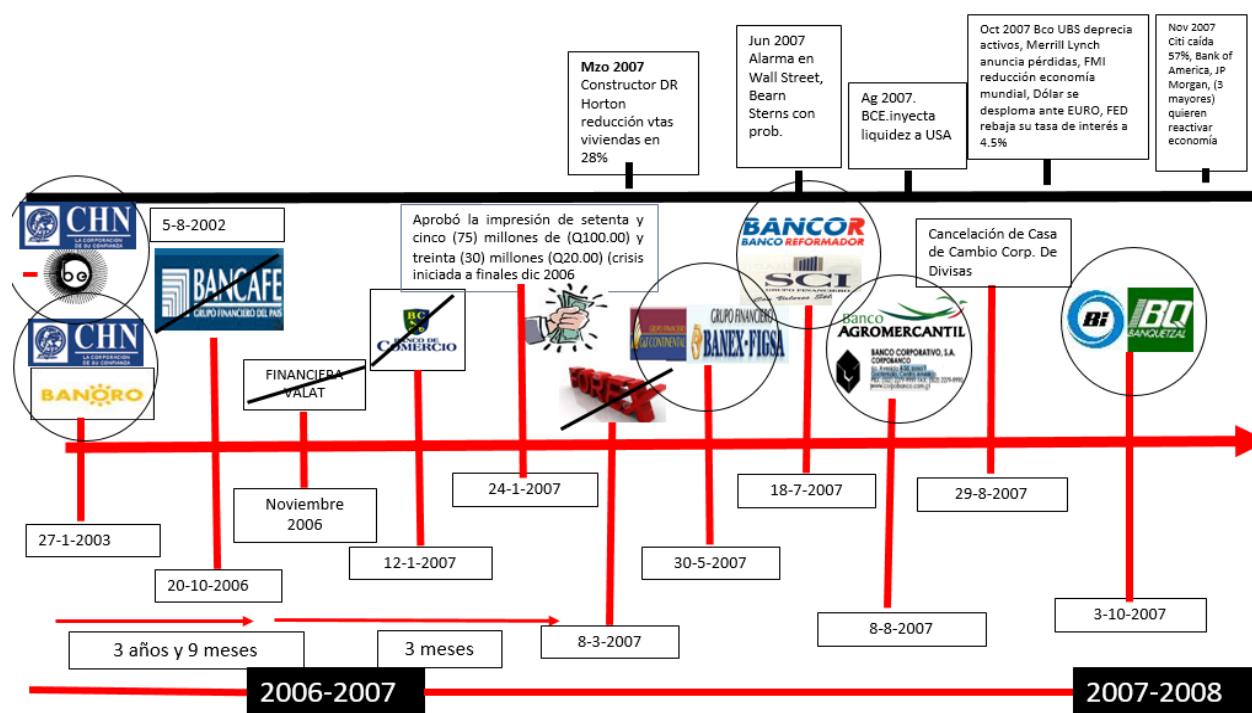 Mzo 2007
Constructor DR
Horton
reducción vtas
viviendas en
28%
Jun 2007
Alarma en
Wall Street,
Bearn
Sterns con
prob.
Ag 2007.
BCE.inyecta
liquidez a USA
Oct 2007 Bco UBS deprecia
activos, Merrill Lynch
anuncia pérdidas, FMI
reducción economía
mundial, Dólar se
desploma ante EURO, FED
rebaja su tasa de interés a
4.5%
Nov 2007
Citi caída
57%, Bank of
America, JP
Morgan, (3
mayores)
quieren
reactivar
economía
CHN
LA CORPORACION
DE SU CONFIANZA
5-8-2002
BANCAFE
GRUPO FINANCIERO DEL PAIS
CHN
LA CORPORACION
DE SU CONFIANZA
BANORO
FINANCIERA
VALAT
BANCO DE
COMERCIO
Aprobó la impresión de setenta y
cinco (75) millones de (Q100.00) y
treinta (30) millones (Q20.00) (crisis
iniciada a finales dic 2006
FOREX
GRUPO FINANCIERO
G&T CONTINENTAL
GRUPO FINANCIERO
BANEX·FIGSA
BANCOR
BANCO REFORMADOR
SCI
GRUPO FINANCIERO
Banco
AGROMERCANTIL
BANCO CORPORATIVO, S.A.
CORPOBANCO
Cancelación de Casa
de Cambio Corp. De
Divisas
Bi
BQ
BANQUETZAL
27-1-2003
20-10-2006
Noviembre
2006
12-1-2007
24-1-2007
8-3-2007
30-5-2007
18-7-2007
8-8-2007
29-8-2007
3-10-2007
3 años y 9 meses
3 meses
2006-2007
2007-2008